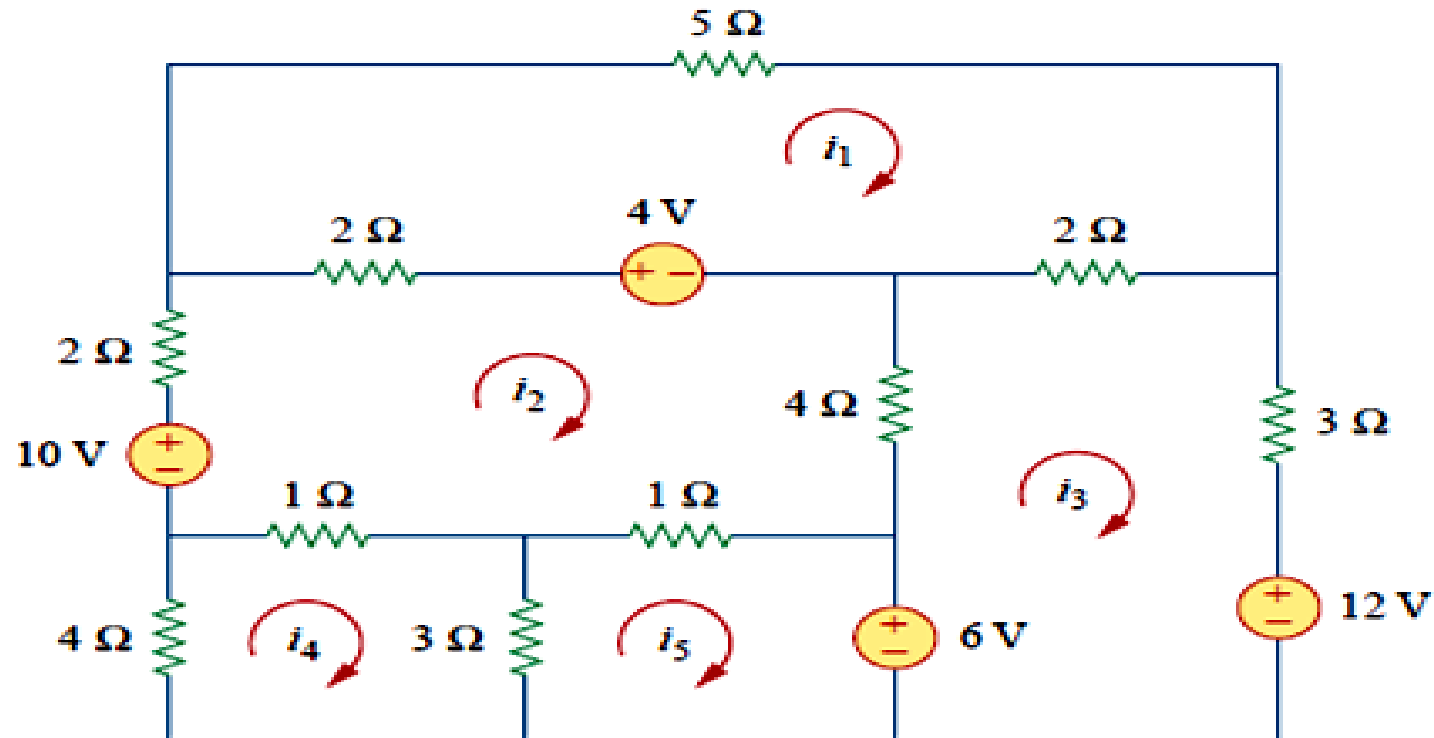 5 Ω
i1
4 V
2 Ω
2 Ω
2 Ω
i2
4 Ω
3 Ω
+ −
10 V + −
1 Ω
1 Ω
i3
4 Ω
i4
3 Ω
i5
+ − 6 V
+ − 12 V